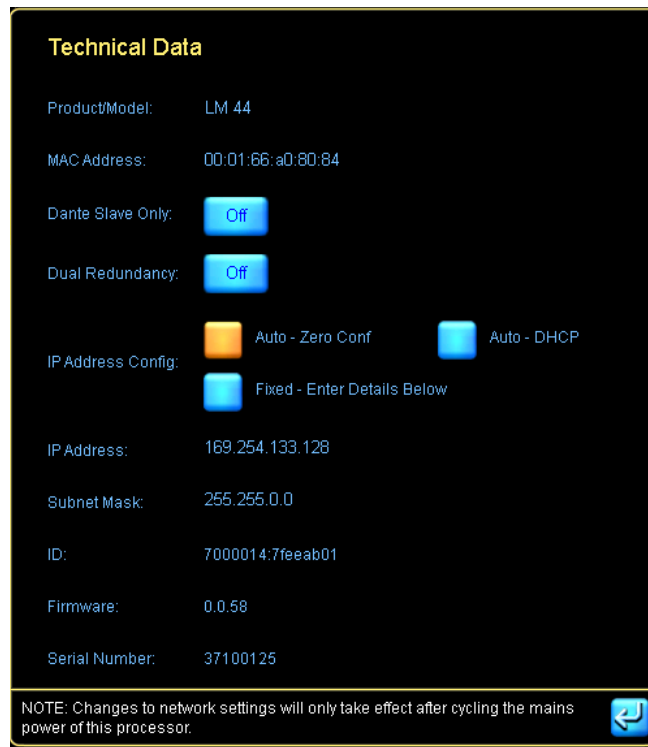 Technical Data
Product/Model: LM 44
MAC Address: 00:01:66:a0:80:84
Dante Slave Only: Off
Dual Redundancy: Off
IP Address Config: Auto - Zero Conf Auto - DHCP
Fixed - Enter Details Below
IP Address: 169.254.133.128
Subnet Mask: 255.255.0.0
ID: 7000014:7feeab01
Firmware: 0.0.58
Serial Number: 37100125
NOTE: Changes to network settings will only take effect after cycling the mains
power of this processor.